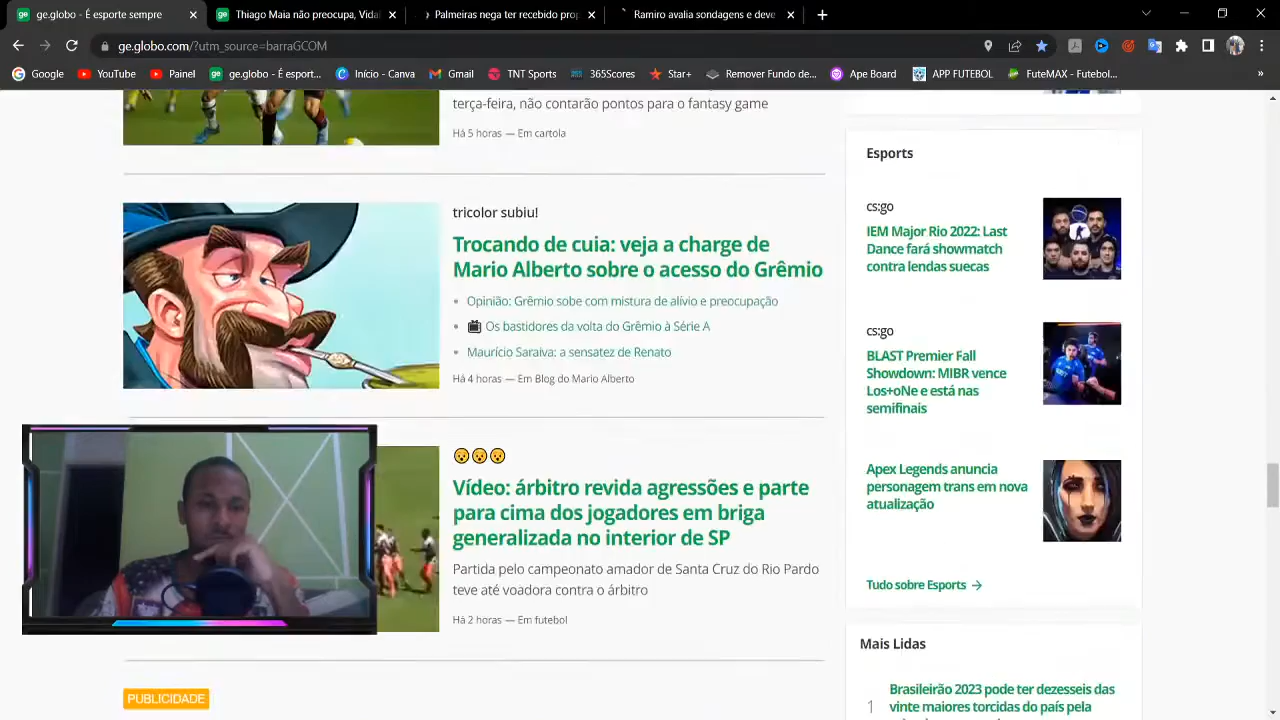 ge.globo - É esporte sempre
Thiago Maia não preocupa, Vidal
Palmeiras nega ter recebido prop
Ramiro avalia sondagens e deve
ge.globo.com/?utm_source=barraGCOM
Google
YouTube
Painel
ge.globo - É esport...
Início - Canva
Gmail
TNT Sports
365Scores
Star+
Remover Fundo de...
Ape Board
APP FUTEBOL
FuteMAX - Futebol...
»
terça-feira, não contarão pontos para o fantasy game
Há 5 horas — Em cartola
tricolor subiu!
Trocando de cuia: veja a charge de
Mario Alberto sobre o acesso do Grêmio
Opinião: Grêmio sobe com mistura de alívio e preocupação
Os bastidores da volta do Grêmio à Série A
Maurício Saraiva: a sensatez de Renato
Há 4 horas — Em Blog do Mario Alberto
😮😮😮
Vídeo: árbitro revida agressões e parte
para cima dos jogadores em briga
generalizada no interior de SP
Partida pelo campeonato amador de Santa Cruz do Rio Pardo
teve até voadora contra o árbitro
Há 2 horas — Em futebol
PUBLICIDADE
Esports
cs:go
IEM Major Rio 2022: Last
Dance fará showmatch
contra lendas suecas
cs:go
BLAST Premier Fall
Showdown: MIBR vence
Los+oNe e está nas
semifinais
Apex Legends anuncia
personagem trans em nova
atualização
Tudo sobre Esports →
Mais Lidas
1
Brasileirão 2023 pode ter dezesseis das
vinte maiores torcidas do país pela